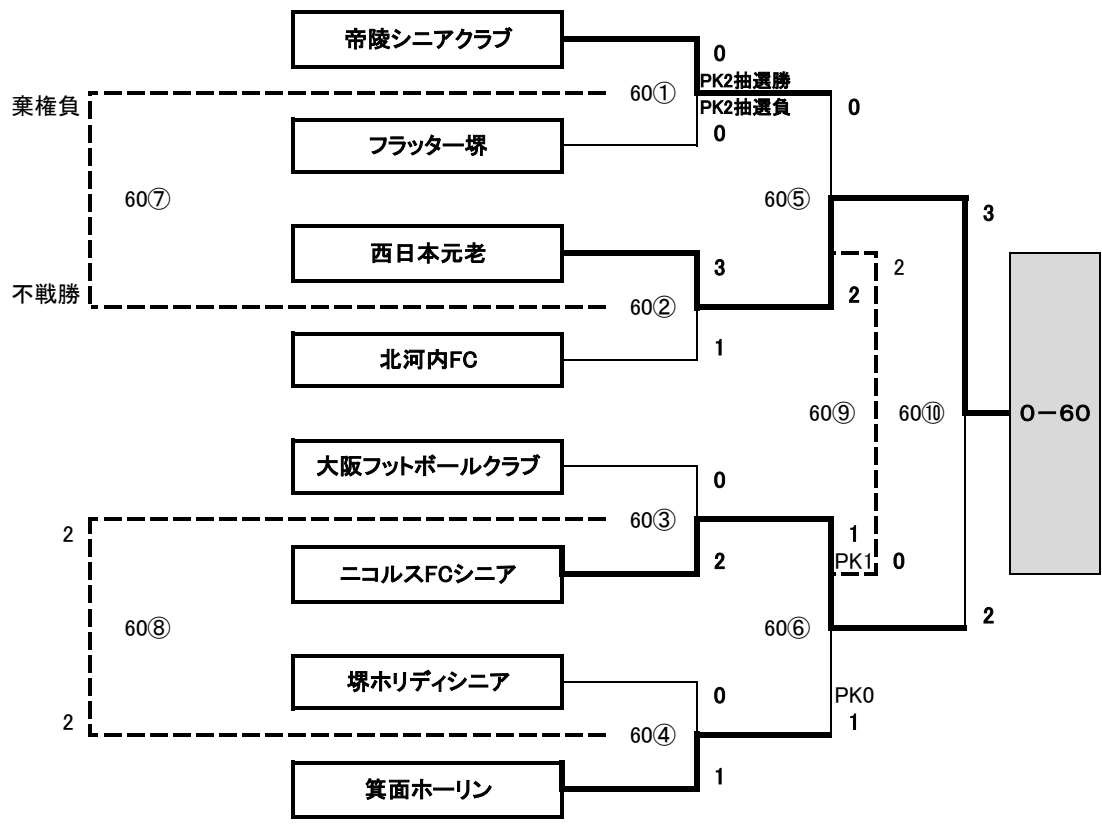 帝陵シニアクラブ
0
PK2抽選勝
棄権負
60①
PK2抽選負
0
0
フラッター堺
60⑦
60⑤
3
西日本元老
3
2
不戦勝
60②
2
1
北河内FC
60⑨
60⑩
0－60
大阪フットボールクラブ
0
2
60③
1
2
PK1
0
ニコルスFCシニア
60⑧
60⑥
2
堺ホリディシニア
0
PK0
2
60④
1
1
箕面ホーリン